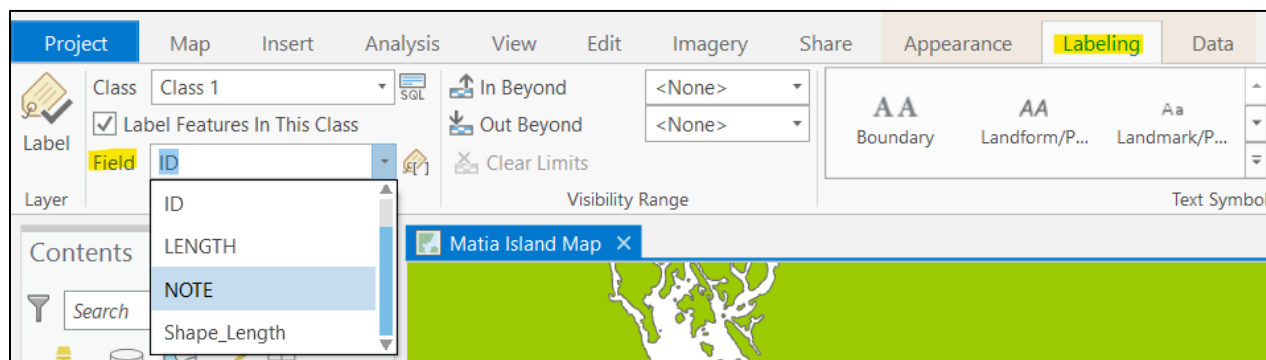 Project Map Insert Analysis View Edit Imagery Share Appearance Labeling Data
Class Class 1 SQL In Beyond <None>
Label Features In This Class Out Beyond <None>
Label
Field ID Clear Limits
AA AA Aa
Boundary Landform/P... Landmark/P...
Layer Visibility Range Text Symbol
ID
LENGTH
NOTE
Shape_Length
Contents
Search
Matia Island Map